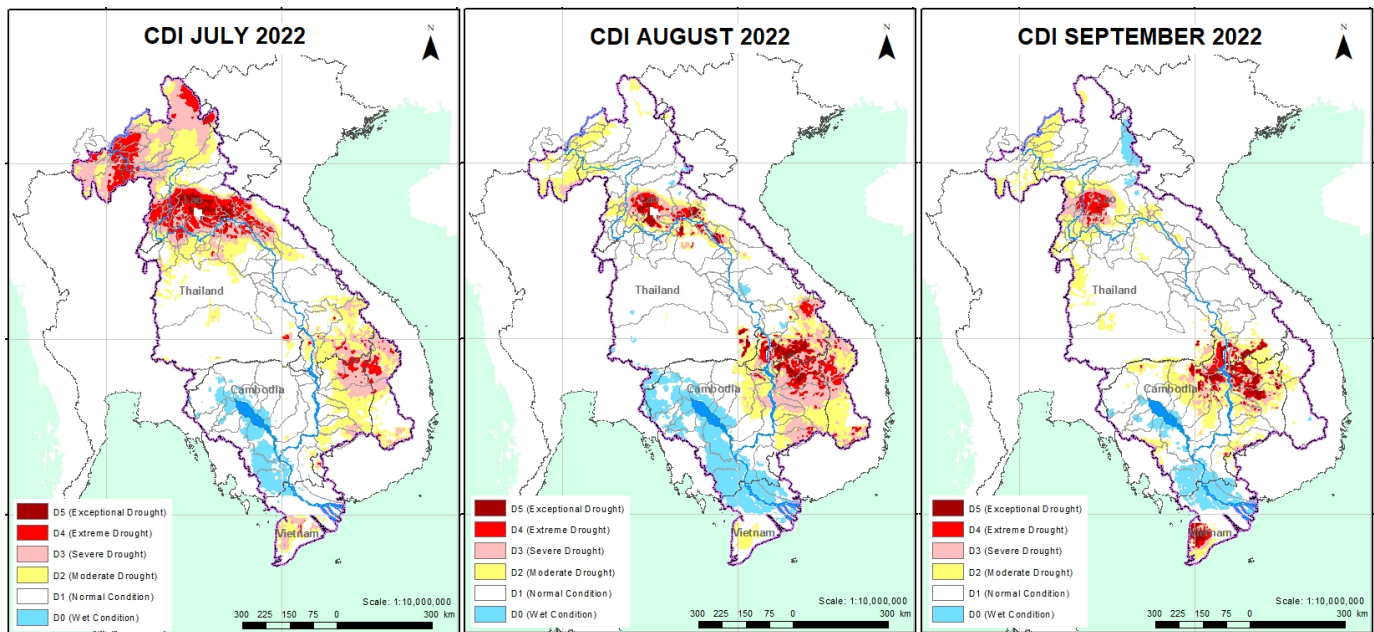 CDI JULY 2022
N
Lao
Thailand
Cambodia
Vietnam
D5 (Exceptional Drought)
D4 (Extreme Drought)
D3 (Severe Drought)
D2 (Moderate Drought)
D1 (Normal Condition)
D0 (Wet Condition)
Scale: 1:10,000,000
300 225 150 75 0 300 km
CDI AUGUST 2022
N
Thailand
Cambodia
Vietnam
D5 (Exceptional Drought)
D4 (Extreme Drought)
D3 (Severe Drought)
D2 (Moderate Drought)
D1 (Normal Condition)
D0 (Wet Condition)
Scale: 1:10,000,000
300 225 150 75 0 300 km
CDI SEPTEMBER 2022
N
Thailand
Cambodia
D5 (Exceptional Drought)
D4 (Extreme Drought)
D3 (Severe Drought)
D2 (Moderate Drought)
D1 (Normal Condition)
D0 (Wet Condition)
Scale: 1:10,000,000
300 225 150 75 0 300 km